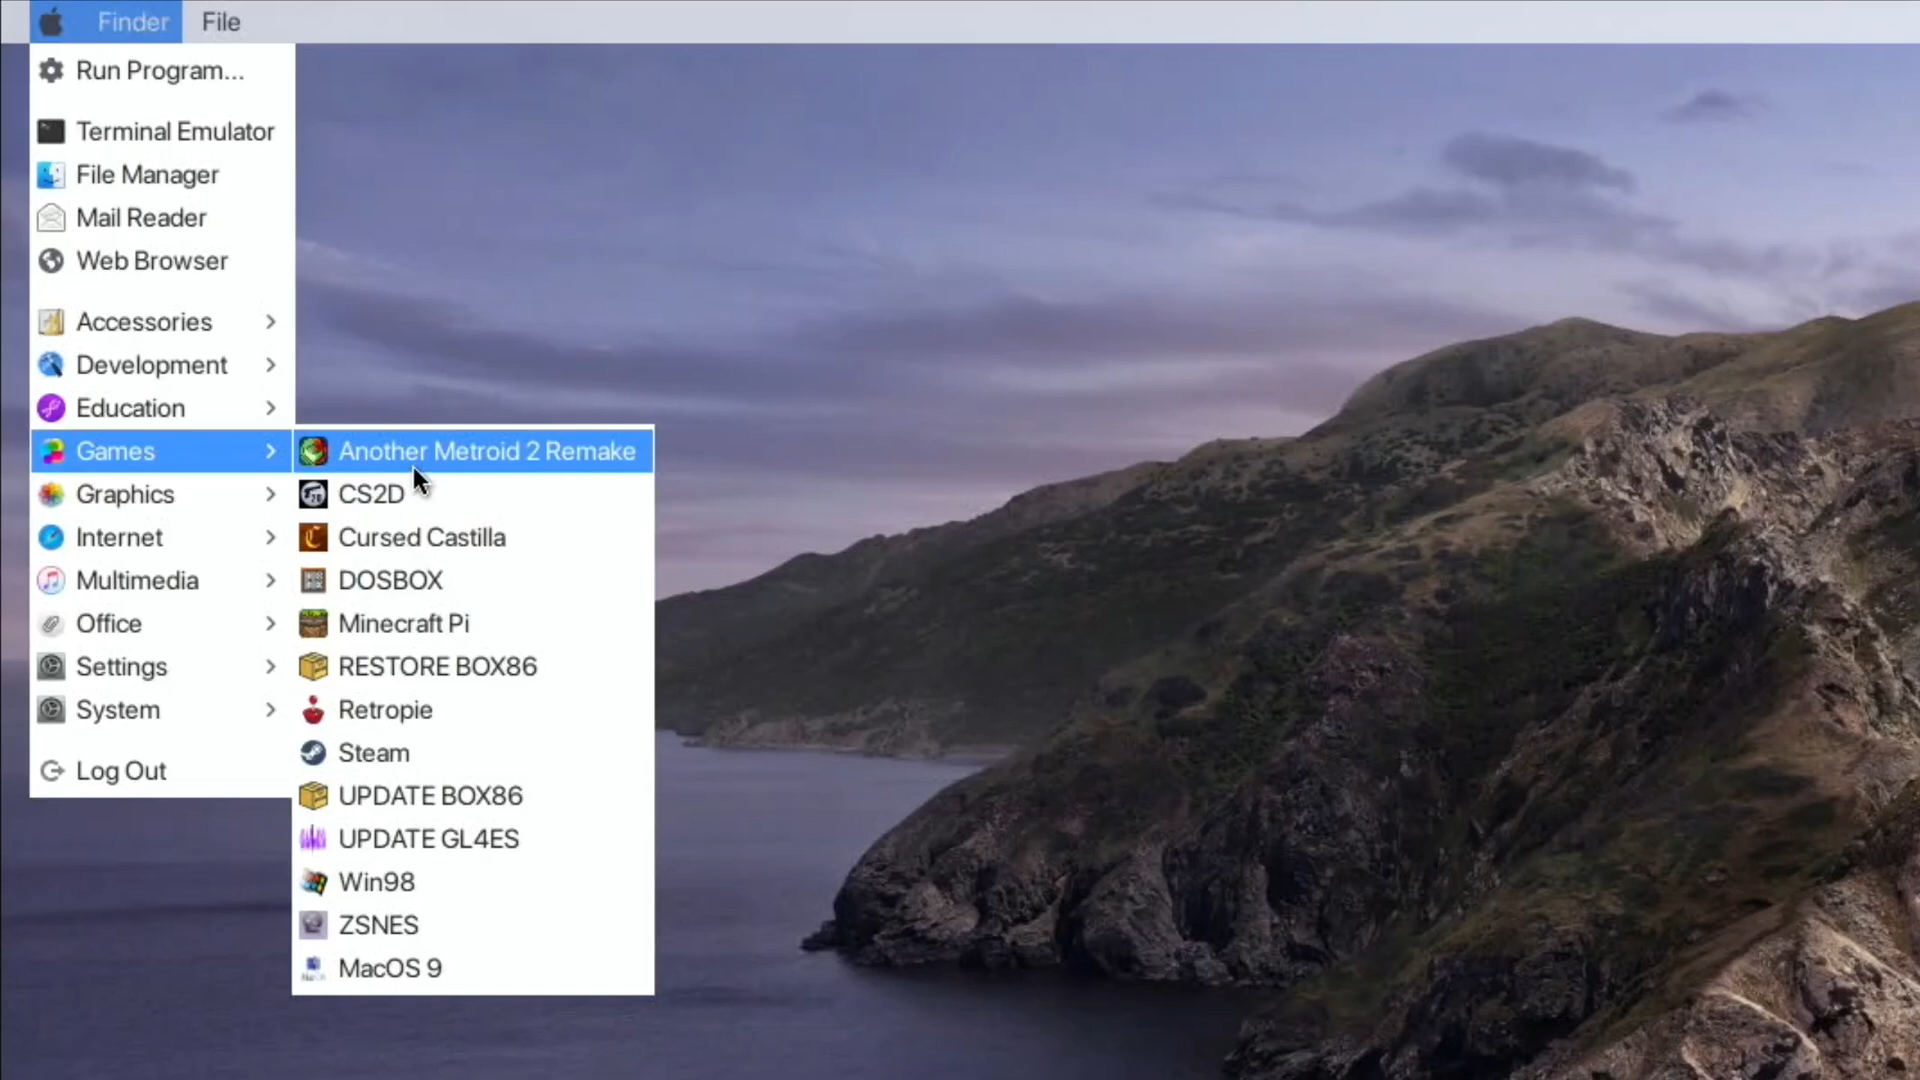 Finder File
Run Program...
Terminal Emulator
File Manager
Mail Reader
Web Browser
Accessories
Development
Education
Games
Graphics
Internet
Multimedia
Office
Settings
System
Log Out
Another Metroid 2 Remake
CS2D
Cursed Castilla
DOSBOX
Minecraft Pi
RESTORE BOX86
Retropie
Steam
UPDATE BOX86
UPDATE GL4ES
Win98
ZSNES
MacOS 9